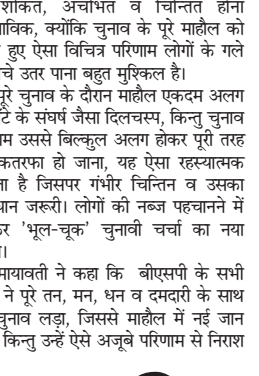 शंकित, अचंभित व चिन्तित होना
भाविक, क्योंकि चुनाव के पूरे माहौल को
हुए ऐसा विचित्र परिणाम लोगों के गले
चे उतर पाना बहुत मुश्किल है।
पूरे चुनाव के दौरान माहौल एकदम अलग
टे के संघर्ष जैसा दिलचस्प, किन्तु चुनाव
म उससे बिल्कुल अलग होकर पूरी तरह
कतरफा हो जाना, यह ऐसा रहस्यात्मक
ा है जिसपर गंभीर चिन्तिन व उसका
धान जरूरी। लोगों की नब्ज पहचानने में
र 'भूल-चूक' चुनावी चर्चा का नया
।
मायावती ने कहा कि बीएसपी के सभी
ने पूरे तन, मन, धन व दमदारी के साथ
चुनाव लड़ा, जिससे माहौल में नई जान
किन्तु उन्हें ऐसे अजूबे परिणाम से निराश